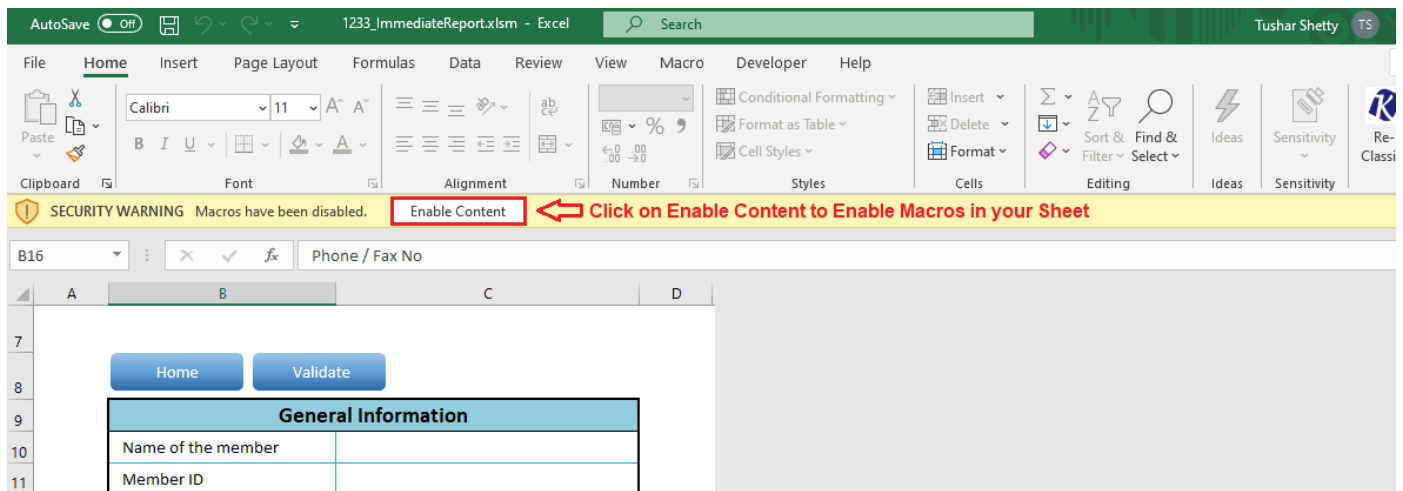 AutoSave Off 1233_ImmediateReport.xlsm - Excel Search Tushar Shetty TS
File Home Insert Page Layout Formulas Data Review View Macro Developer Help
Calibri 11 A A ab Conditional Formatting Insert Σ A Z
Paste B I U A % Format as Table Delete Sort & Find & Ideas Sensitivity Re-
Cell Styles Format Filter Select Classi
Clipboard Font Alignment Number Styles Cells Editing Ideas Sensitivity
SECURITY WARNING Macros have been disabled. Enable Content Click on Enable Content to Enable Macros in your Sheet
B16 fx Phone / Fax No
A B C D
7
8 Home Validate
9 General Information
10 Name of the member
11 Member ID